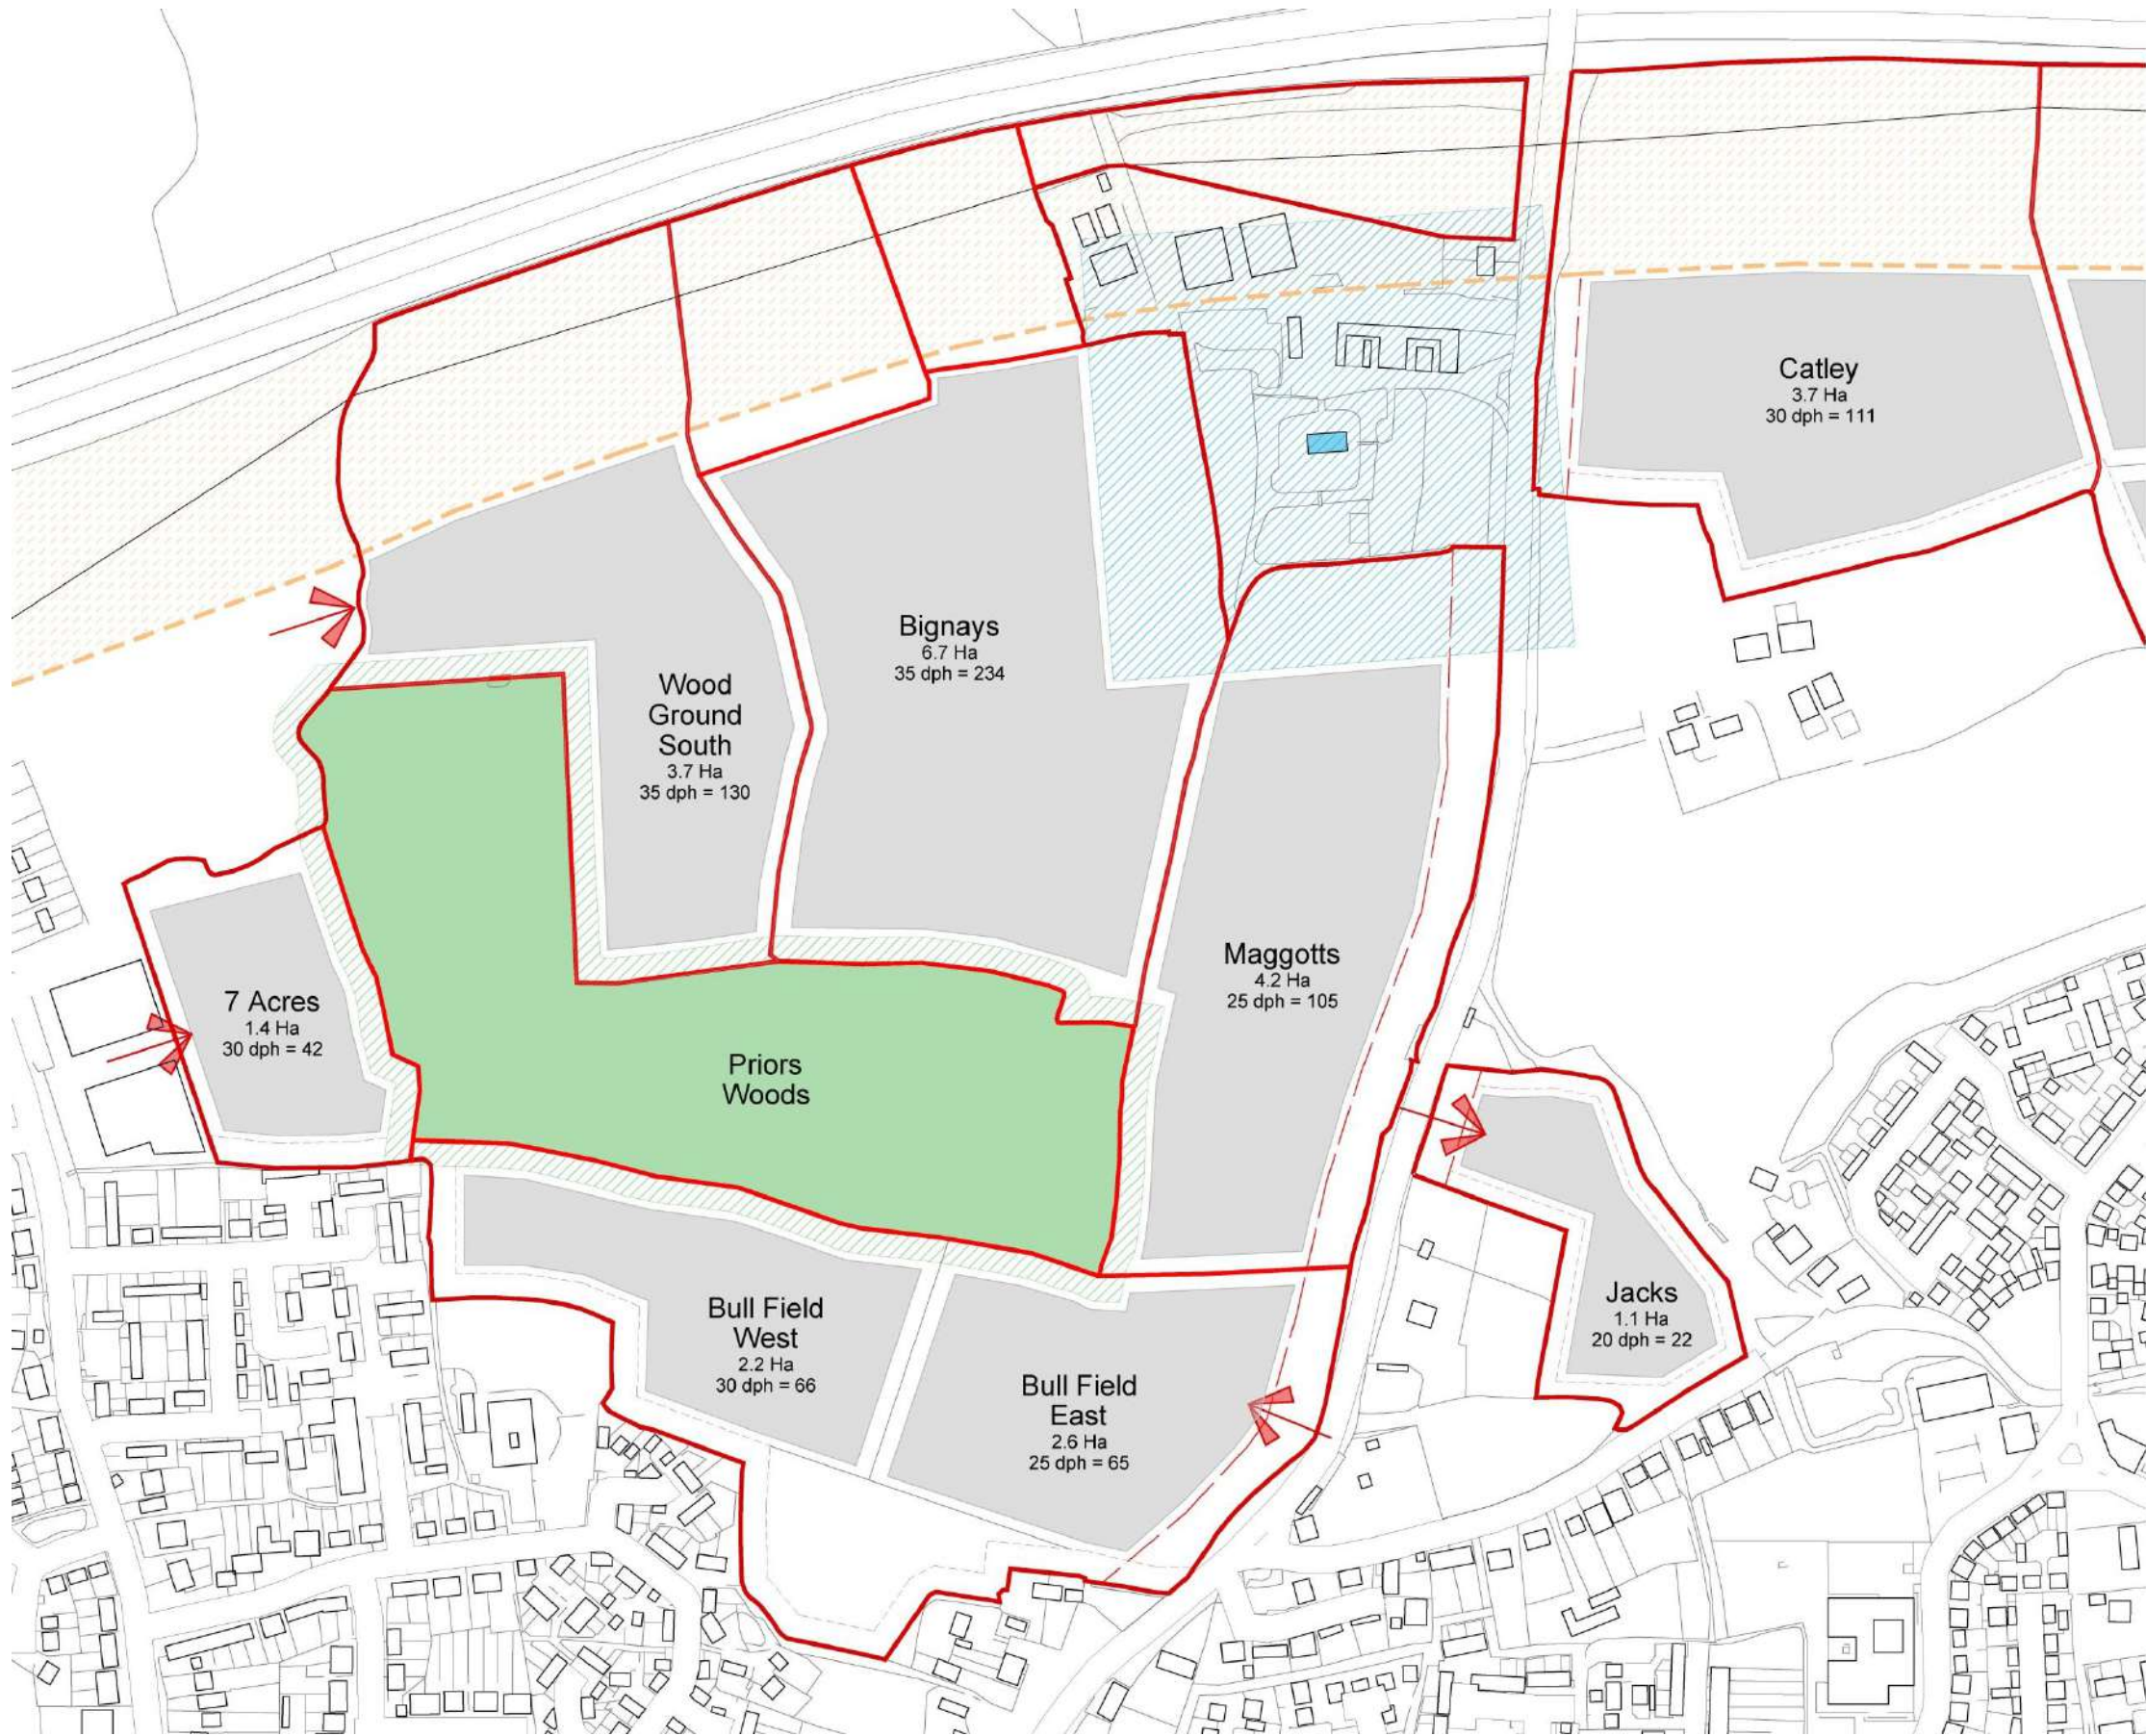 Catley
3.7 Ha
30 dph = 111
Bignays
6.7 Ha
35 dph = 234
Wood
Ground
South
3.7 Ha
35 dph = 130
Maggotts
4.2 Ha
25 dph = 105
7 Acres
1.4 Ha
30 dph = 42
Priors
Woods
Bull Field
West
2.2 Ha
30 dph = 66
Bull Field
East
2.6 Ha
25 dph = 65
Jacks
1.1 Ha
20 dph = 22